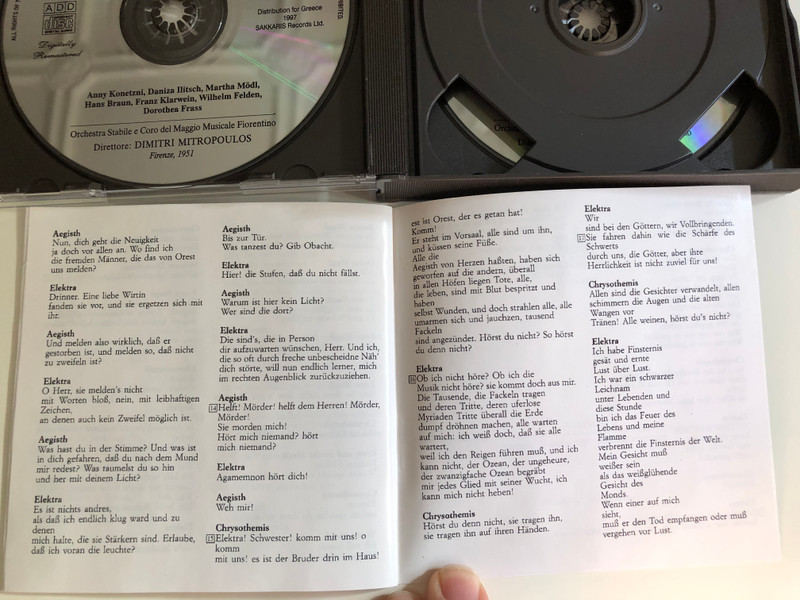 ALL RIGHTS OF
ADD
COMPACT
disc
DIGITAL AUDIO
Digitally
Remastered
Distribution for Greece
1997
SAKKARIS Records Ltd.
Anny Konetzni, Daniza Ilitsch, Martha Mödl,
Hans Braun, Franz Klarwein, Wilhelm Felden,
Dorothea Frass
Orchestra Stabile e Coro del Maggio Musicale Fiorentino
Direttore: DIMITRI MITROPOULOS
Firenze, 1951
Aegisth
Nun, dich geht die Neuigkeit
ja doch vor allen an. Wo find ich
die fremden Männer, die das von Orest
uns melden?
Elektra
Drinner. Eine liebe Wirtin
fanden sie vor, und sie ergetzen sich mit
ihr.
Aegisth
Und melden also wirklich, daß er
gestorben ist, und melden so, daß nicht
zu zweifeln ist?
Elektra
O Herr, sie melden's nicht
mit Worten bloß, nein, mit leibhaftigen
Zeichen,
an denen auch kein Zweifel möglich ist.
Aegisth
Was hast du in der Stimme? Und was ist
in dich gefahren, daß du nach dem Mund
mir redest? Was taumelst du so hin
und her mit deinem Licht?
Elektra
Es ist nichts andres,
als daß ich endlich klug ward und zu
denen
mich halte, die sie Stärkern sind. Erlaube,
daß ich voran die leuchte?
Aegisth
Bis zur Tür.
Was tanzest du? Gib Obacht.
Elektra
Hier! die Stufen, daß du nicht fällst.
Aegisth
Warum ist hier kein Licht?
Wer sind die dort?
Elektra
Die sind's, die in Person
dir aufzuwarten wünschen, Herr. Und ich,
die so oft durch freche unbescheidne Näh'
dich störte, will nun endlich lerner, mich
im rechten Augenblick zurückzuziehen.
Aegisth
14 Helft! Mörder! helft dem Herren! Mörder,
Mörder!
Sie morden mich!
Hört mich niemand? hört
mich niemand?
Elektra
Agamemnon hört dich!
Aegisth
Weh mir!
Chrysothemis
15 Elektra! Schwester! komm mit uns! o
komm
mit uns! es ist der Bruder drin im Haus!
est ist Orest, der es getan hat!
Komm!
Er steht im Vorsaal, alle sind um ihn,
und küssen seine Füße.
Alle die
Aegisth von Herzen haßten, haben sich
geworfen auf die andern, überall
in allen Höfen liegen Tote, alle,
die leben, sind mit Blut bespritzt und
haben
selbst Wunden, und doch strahlen alle, alle
umarmen sich und jauchzen, tausend
Fackeln
sind angezündet. Hörst du nicht? So hörst
du denn nicht?
Elektra
16 Ob ich nicht höre? Ob ich die
Musik nicht höre? sie kommt doch aus mir.
Die Tausende, die Fackeln tragen
und deren Tritte, deren uferlose
Myriaden Tritte überall die Erde
dumpf dröhnen machen, alle warten
auf mich: ich weiß doch, daß sie alle
wartert,
weil ich den Reigen führen muß, und ich
kann nicht, der Ozean, der ungeheure,
der zwanzigfache Ozean begräbt
mir jedes Glied mit seiner Wucht, ich
kann mich nicht heben!
Chrysothemis
Hörst du denn nicht, sie tragen ihn,
sie tragen ihn auf ihren Händen.
Elektra
Wir
sind bei den Göttern, wir Vollbringenden.
Sie fahren dahin wie die Schärfe des
Schwerts
durch uns, die Götter, aber ihre
Herrlichkeit ist nicht zuviel für uns!
Chrysothemis
Allen sind die Gesichter verwandelt, allen
schimmern die Augen und die alten
Wangen vor
Tränen! Alle weinen, hörst du's nicht?
Elektra
Ich habe Finsternis
gesät und ernte
Lust über Lust.
Ich war ein schwarzer
Leichnam
unter Lebenden und
diese Stunde
bin ich das Feuer des
Lebens und meine
Flamme
verbrennt die Finsternis der Welt.
Mein Gesicht muß
weißer sein
als das weißglühende
Gesicht des
Monds.
Wenn einer auf mich
sieht,
muß er den Tod empfangen oder muß
vergehen vor Lust.